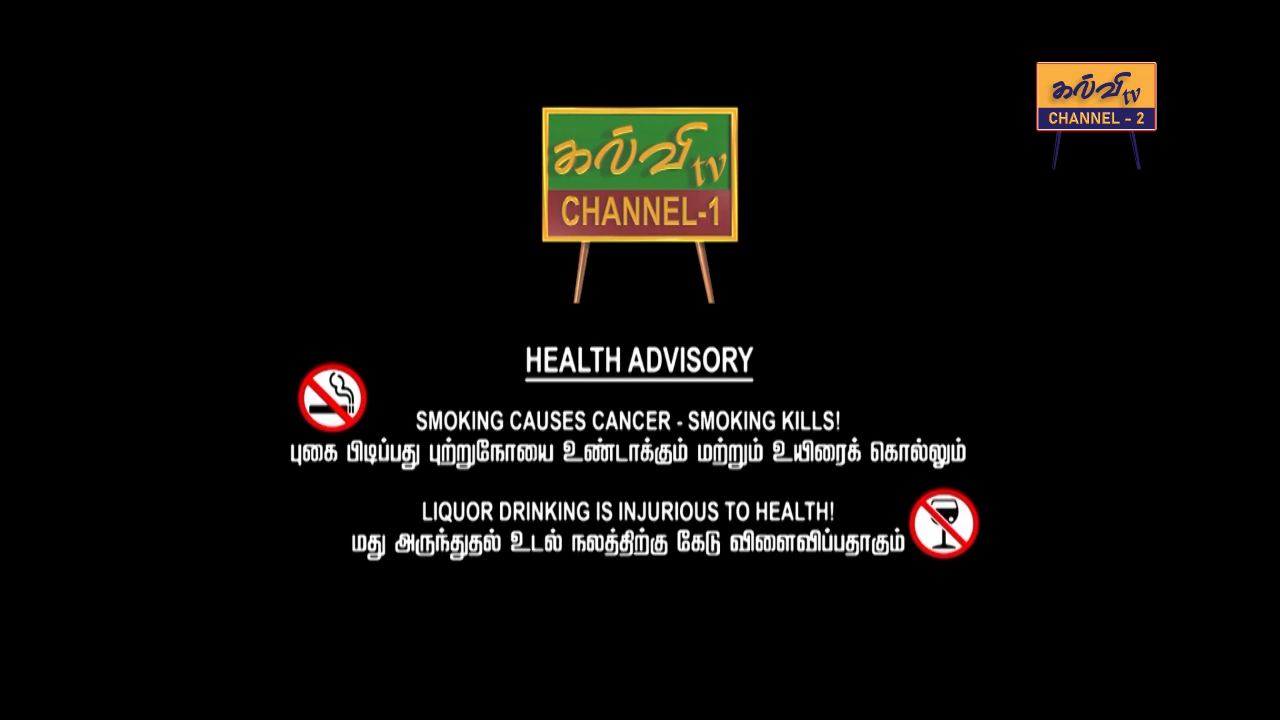 கல்வி tv
CHANNEL - 2
கல்வி tv
CHANNEL-1
HEALTH ADVISORY
SMOKING CAUSES CANCER - SMOKING KILLS!
புகை பிடிப்பது புற்றுநோயை உண்டாக்கும் மற்றும் உயிரைக் கொல்லும்
LIQUOR DRINKING IS INJURIOUS TO HEALTH!
மது அருந்துதல் உடல் நலத்திற்கு கேடு விளைவிப்பதாகும்